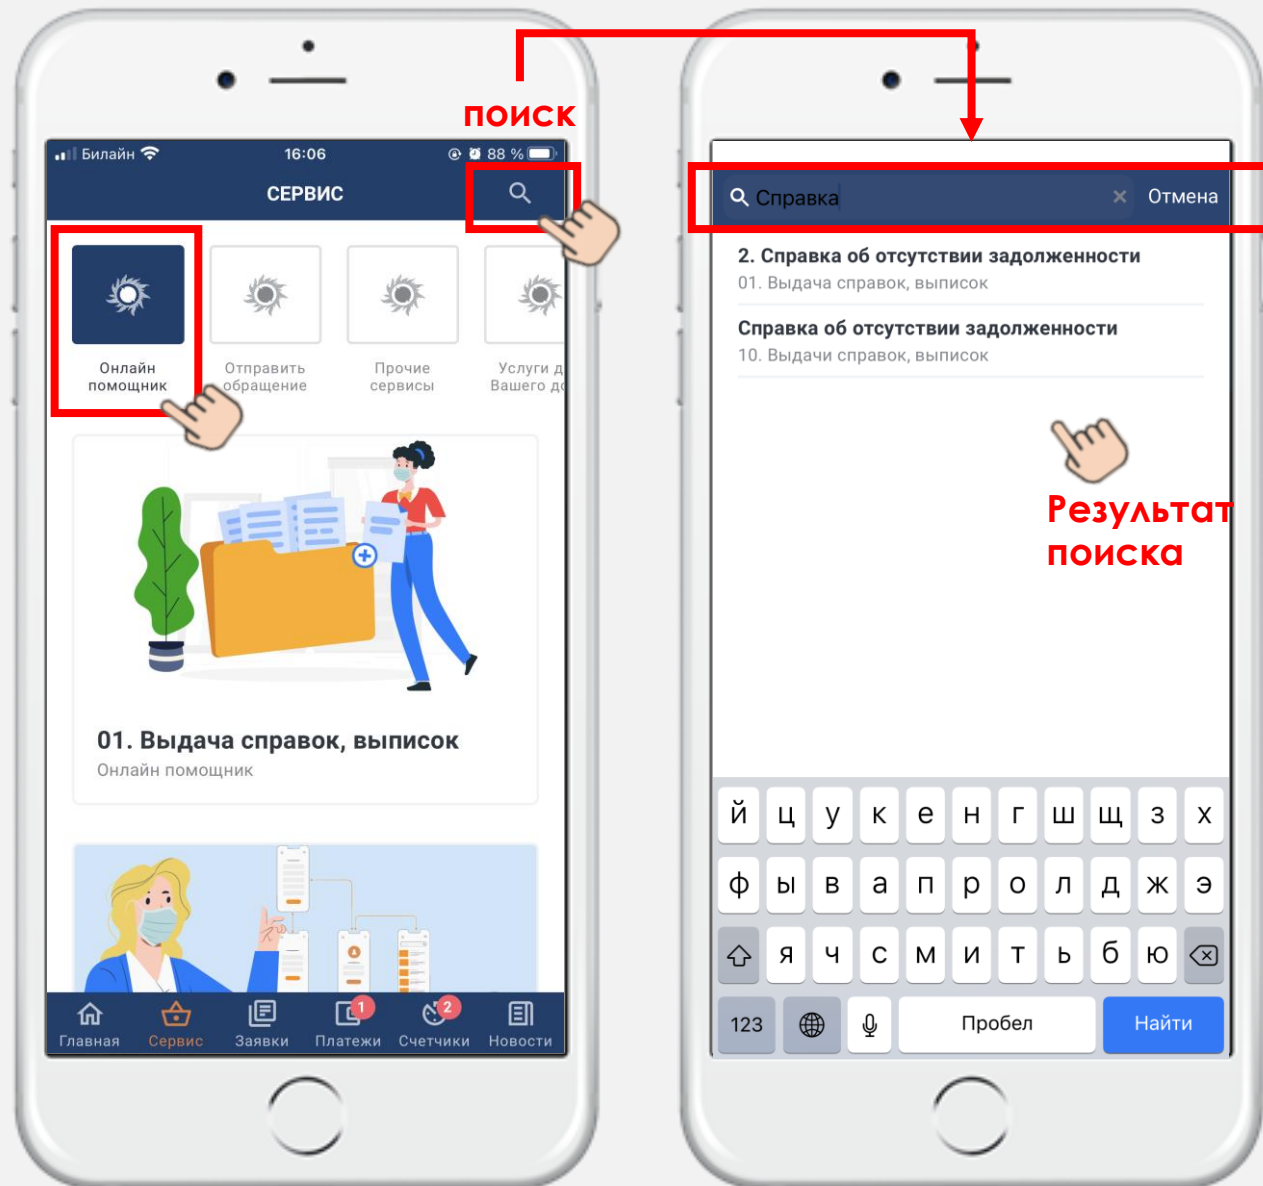 поиск
Билайн
16:06
88 %
СЕРВИС
Онлайн
помощник
Отправить
обращение
Прочие
сервисы
Услуги д
Вашего до
01. Выдача справок, выписок
Онлайн помощник
1
2
Главная
Сервис
Заявки
Платежи
Счетчики
Новости
Справка
Отмена
2. Справка об отсутствии задолженности
01. Выдача справок, выписок
Справка об отсутствии задолженности
10. Выдачи справок, выписок
Результат
поиска
й ц у к е н г ш щ з х
ф ы в а п р о л д ж э
я ч с м и т ь б ю
123 Пробел Найти